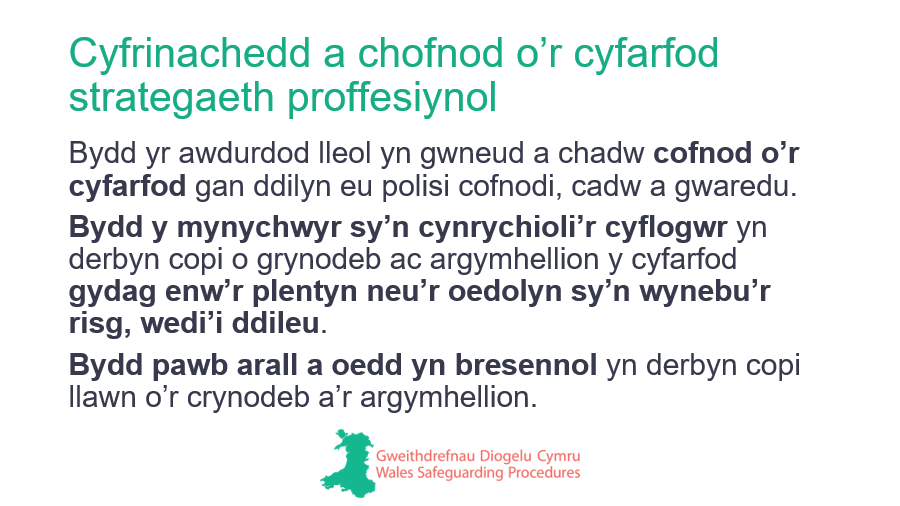 Cyfrinachedd a chofnod o’r cyfarfod
strategaeth proffesiynol
Bydd yr awdurdod lleol yn gwneud a chadw cofnod o’r
cyfarfod gan ddilyn eu polisi cofnodi, cadw a gwaredu.
Bydd y mynychwyr sy’n cynrychioli’r cyflogwr yn
derbyn copi o grynodeb ac argymhellion y cyfarfod
gydag enw’r plentyn neu’r oedolyn sy’n wynebu’r
risg, wedi’i ddileu.
Bydd pawb arall a oedd yn bresennol yn derbyn copi
llawn o’r crynodeb a’r argymhellion.
Gweithdrefnau Diogelu Cymru
Wales Safeguarding Procedures